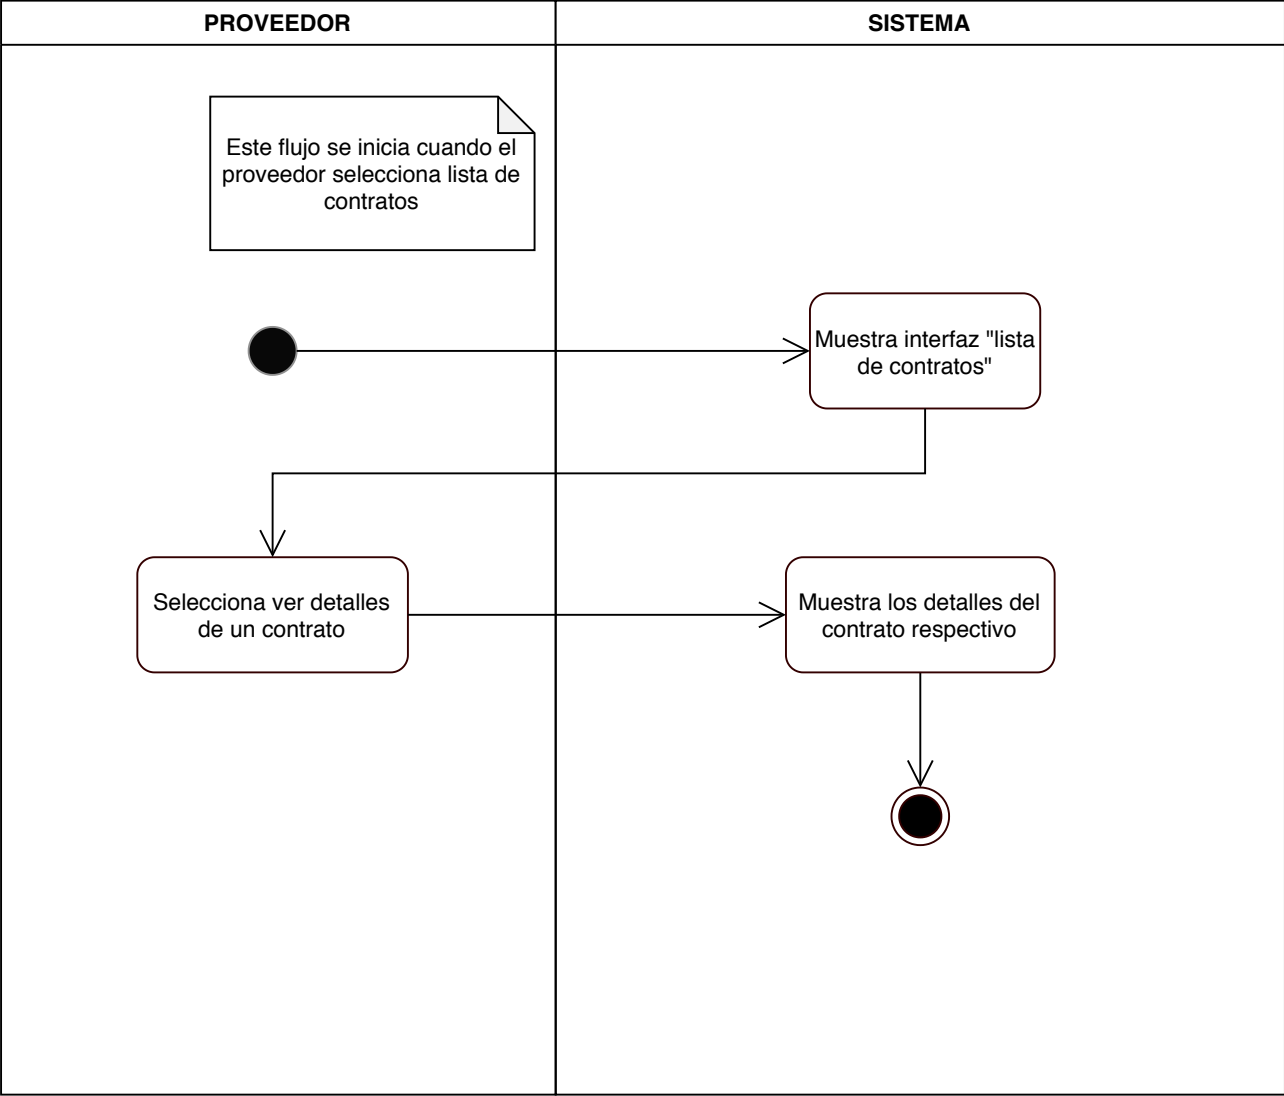 PROVEEDOR
SISTEMA
Este flujo se inicia cuando el
proveedor selecciona lista de
contratos
Muestra interfaz "lista
de contratos"
Selecciona ver detalles
de un contrato
Muestra los detalles del
contrato respectivo